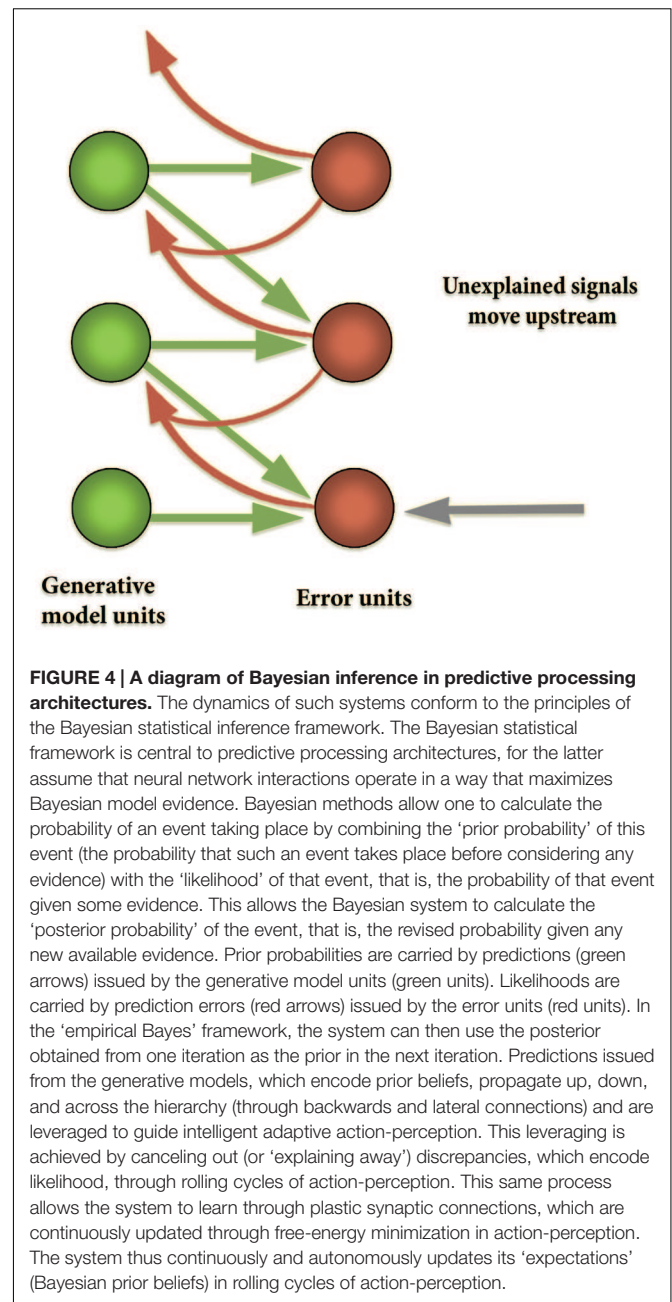 Unexplained signals
move upstream
Generative
model units
Error units
FIGURE 4 | A diagram of Bayesian inference in predictive processing
architectures. The dynamics of such systems conform to the principles of
the Bayesian statistical inference framework. The Bayesian statistical
framework is central to predictive processing architectures, for the latter
assume that neural network interactions operate in a way that maximizes
Bayesian model evidence. Bayesian methods allow one to calculate the
probability of an event taking place by combining the ‘prior probability’ of this
event (the probability that such an event takes place before considering any
evidence) with the ‘likelihood’ of that event, that is, the probability of that event
given some evidence. This allows the Bayesian system to calculate the
‘posterior probability’ of the event, that is, the revised probability given any
new available evidence. Prior probabilities are carried by predictions (green
arrows) issued by the generative model units (green units). Likelihoods are
carried by prediction errors (red arrows) issued by the error units (red units). In
the ‘empirical Bayes’ framework, the system can then use the posterior
obtained from one iteration as the prior in the next iteration. Predictions issued
from the generative models, which encode prior beliefs, propagate up, down,
and across the hierarchy (through backwards and lateral connections) and are
leveraged to guide intelligent adaptive action-perception. This leveraging is
achieved by canceling out (or ‘explaining away’) discrepancies, which encode
likelihood, through rolling cycles of action-perception. This same process
allows the system to learn through plastic synaptic connections, which are
continuously updated through free-energy minimization in action-perception.
The system thus continuously and autonomously updates its ‘expectations’
(Bayesian prior beliefs) in rolling cycles of action-perception.